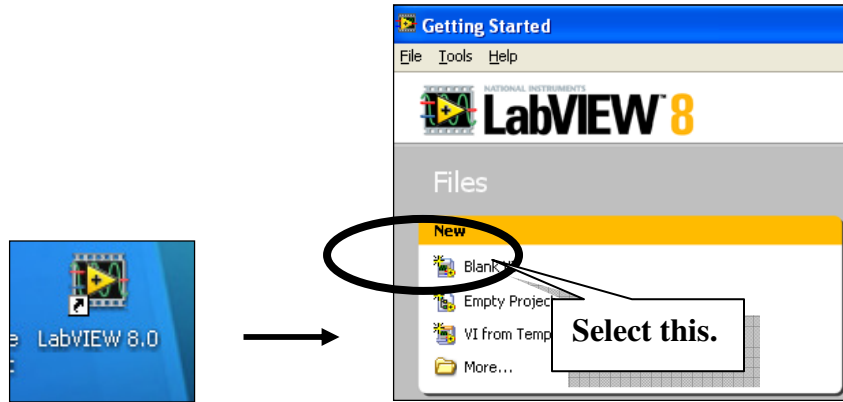 Getting Started
File Tools Help
NATIONAL INSTRUMENTS
LabVIEW™ 8
Files
New
Blank
Empty Project
VI from Temp
More...
Select this.
LabVIEW 8.0